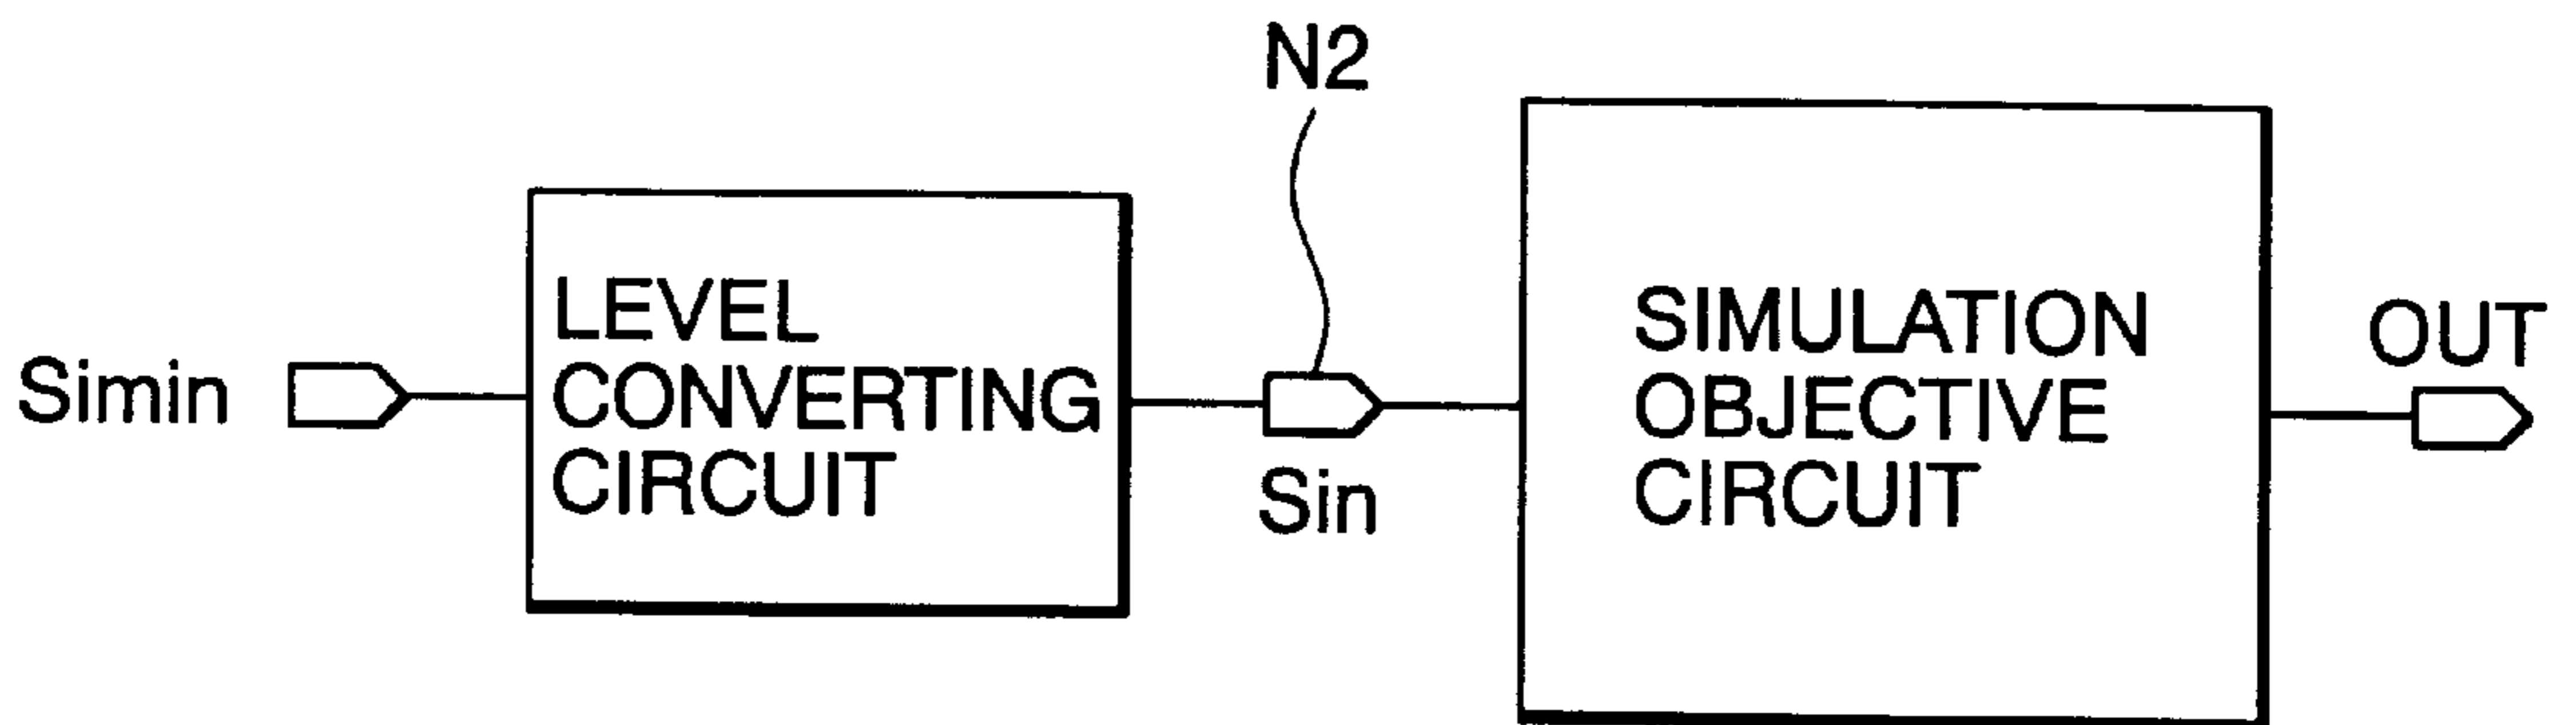 N2
Simin
LEVEL
CONVERTING
CIRCUIT
Sin
SIMULATION
OBJECTIVE
CIRCUIT
OUT